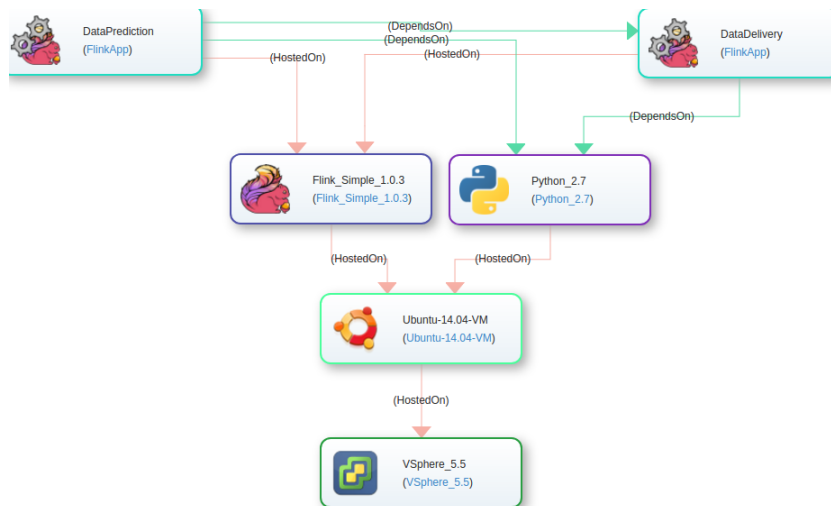 (DependsOn)
DataPrediction
(FlinkApp)
DataDelivery
(FlinkApp)
(DependsOn)
(HostedOn)
(HostedOn)
(DependsOn)
Flink_Simple_1.0.3
(Flink_Simple_1.0.3)
Python_2.7
(Python_2.7)
(HostedOn)
(HostedOn)
Ubuntu-14.04-VM
(Ubuntu-14.04-VM)
(HostedOn)
VSphere_5.5
(VSphere_5.5)